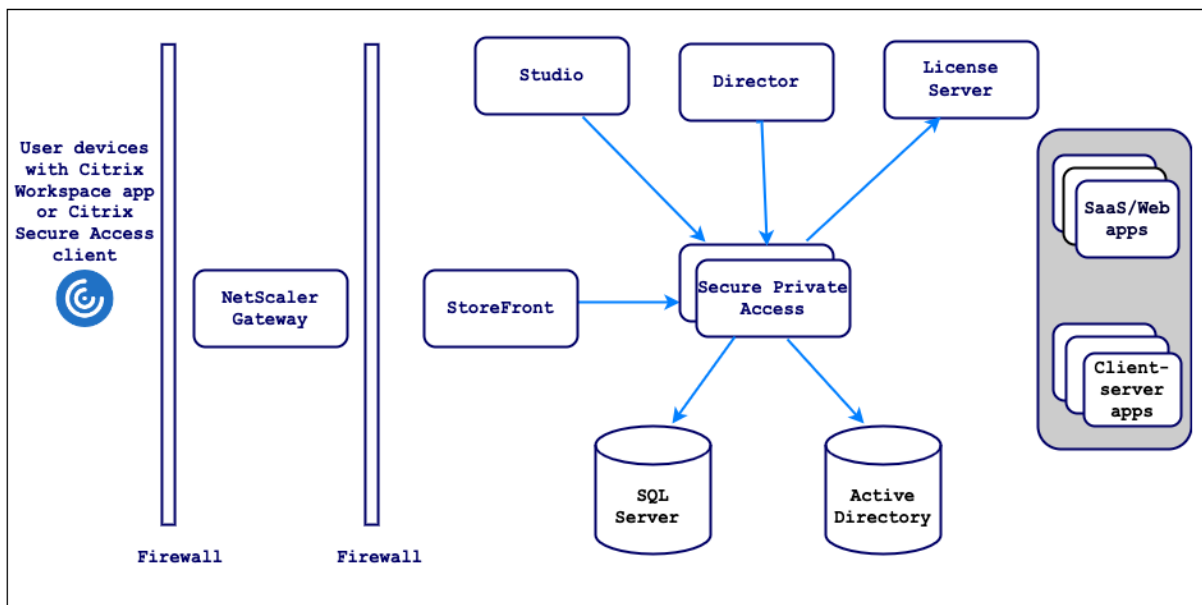 Studio
Director
License
Server
User devices
with Citrix
Workspace app
or Citrix
Secure Access
client
SaaS/Web
apps
NetScaler
Gateway
StoreFront
Secure Private
Access
Client-
server
apps
SQL
Server
Active
Directory
Firewall
Firewall